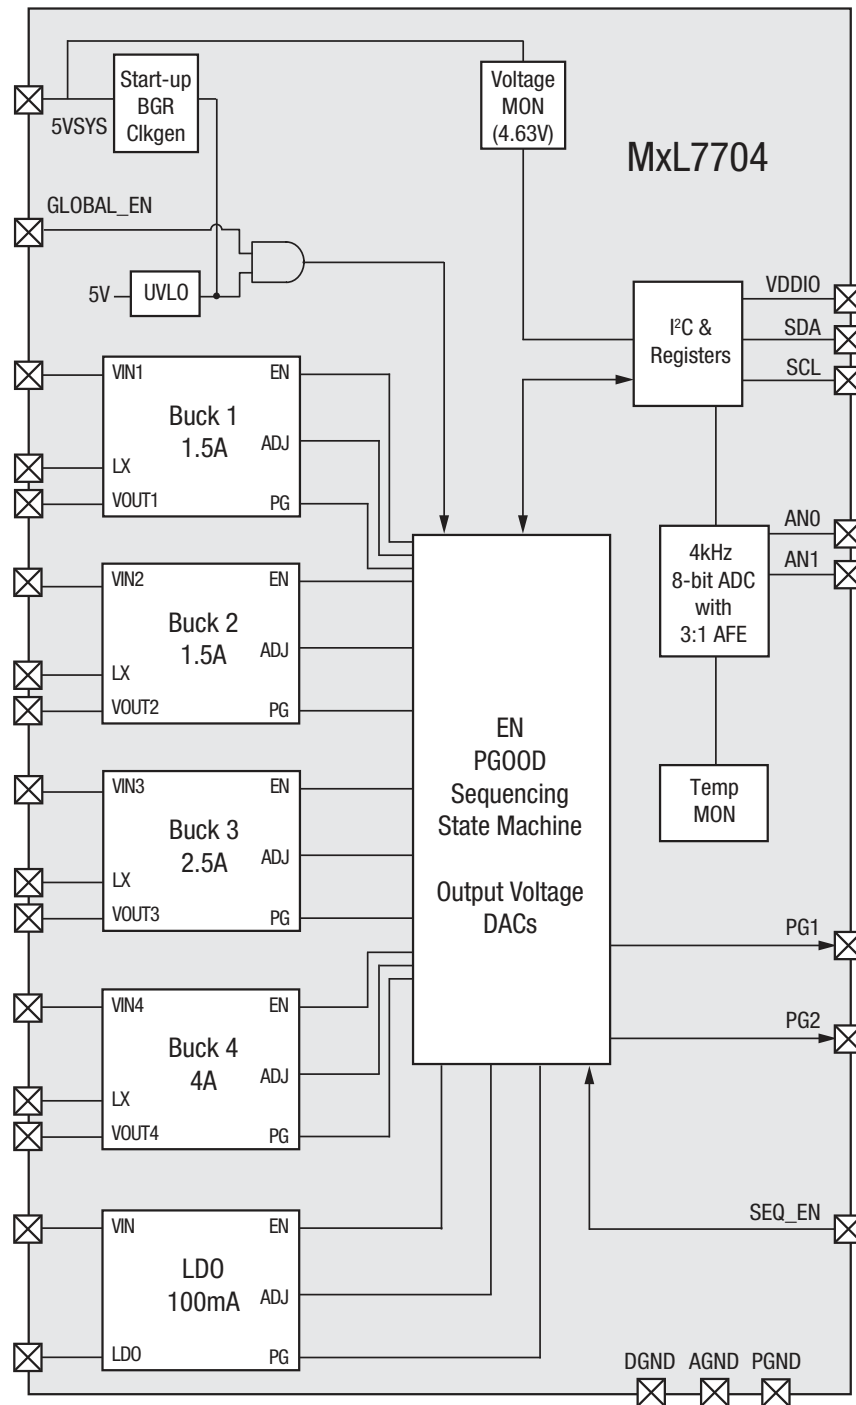 Start-up
BGR
Clkgen
5VSYS
Voltage
MON
(4.63V)
MxL7704
GLOBAL_EN
5V
UVLO
I²C &
Registers
VDDIO
SDA
SCL
VIN1
EN
Buck 1
1.5A
ADJ
LX
VOUT1
PG
VIN2
EN
Buck 2
1.5A
ADJ
LX
VOUT2
PG
VIN3
EN
Buck 3
2.5A
ADJ
LX
VOUT3
PG
VIN4
EN
Buck 4
4A
ADJ
LX
VOUT4
PG
VIN
EN
LDO
100mA
ADJ
LDO
PG
EN
PGOOD
Sequencing
State Machine
Output Voltage
DACs
4kHz
8-bit ADC
with
3:1 AFE
AN0
AN1
Temp
MON
PG1
PG2
SEQ_EN
DGND AGND PGND